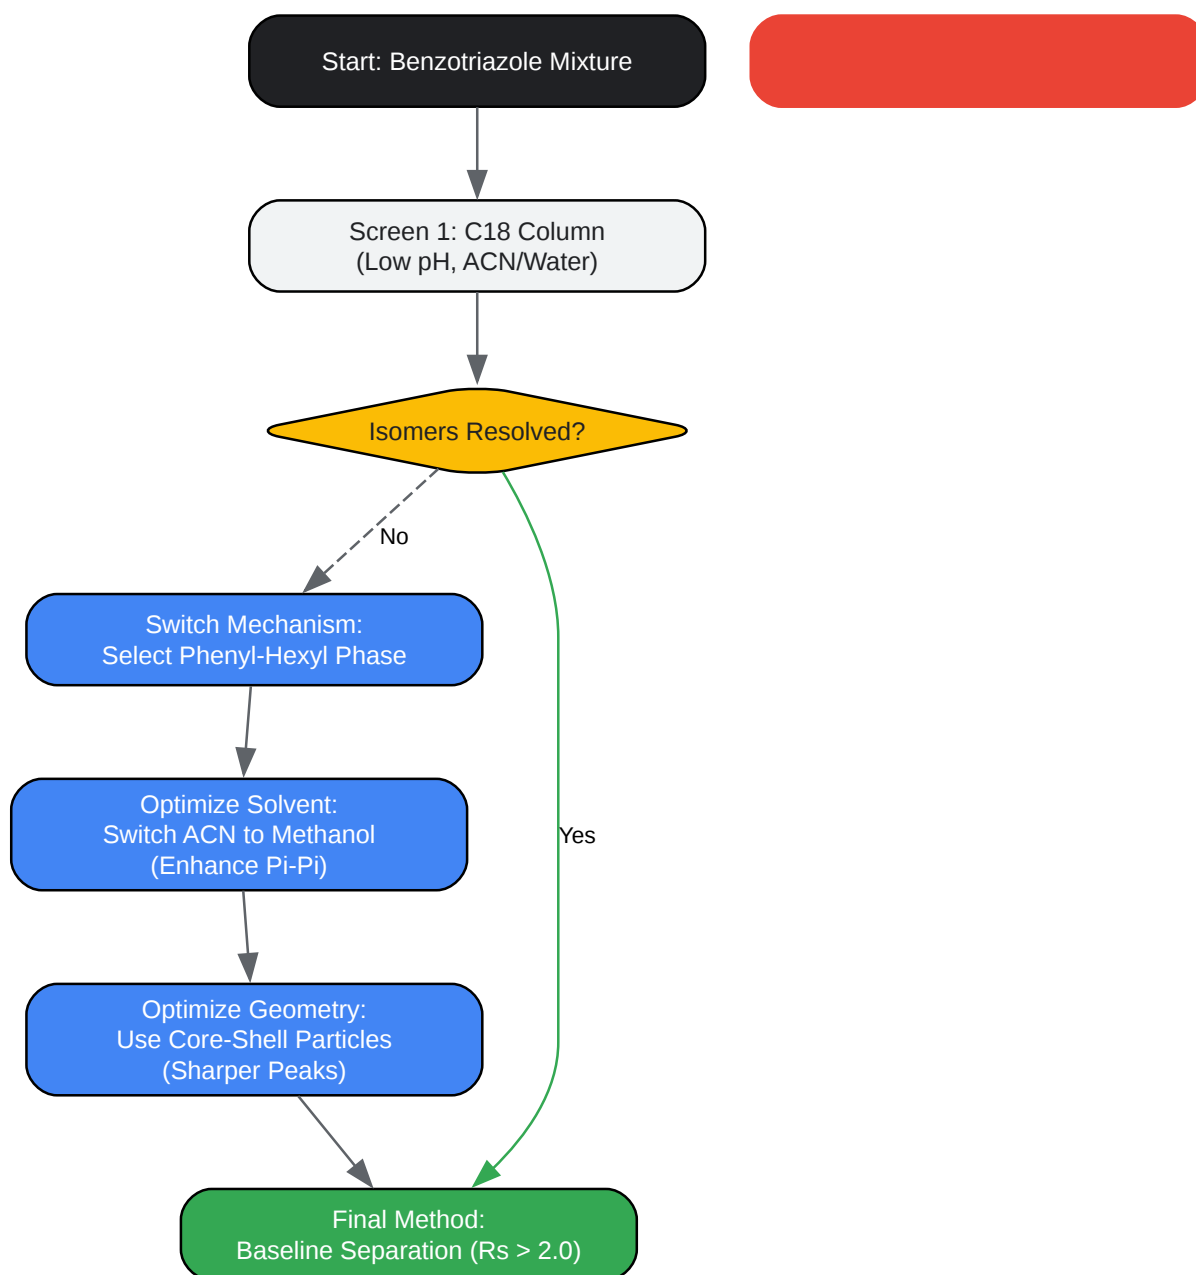 Start: Benzotriazole Mixture
Screen 1: C18 Column
(Low pH, ACN/Water)
Isomers Resolved?
No
Switch Mechanism:
Select Phenyl-Hexyl Phase
Optimize Solvent:
Switch ACN to Methanol
(Enhance Pi-Pi)
Yes
Optimize Geometry:
Use Core-Shell Particles
(Sharper Peaks)
Final Method:
Baseline Separation (Rs > 2.0)